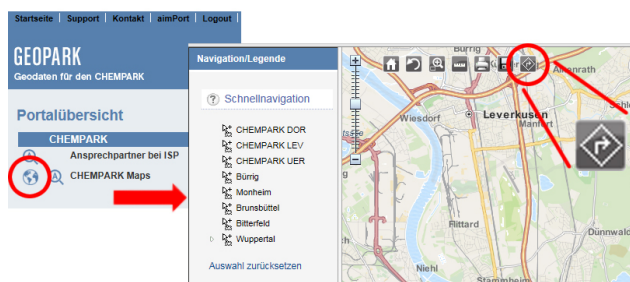 Startseite | Support | Kontakt | aimPort | Logout |
GEOPARK
Geodaten für den CHEMPARK
Portalübersicht
CHEMPARK
Ansprechpartner bei ISP
CHEMPARK Maps
Navigation/Legende
Schnellnavigation
CHEMPARK DOR
CHEMPARK LEV
CHEMPARK UER
Bürrig
Monheim
Brunsbüttel
Bitterfeld
Wuppertal
Auswahl zurücksetzen
Bürrig
Alkenrath
Wiesdorf
Leverkusen
Manfort
Flittard
Dünnwald
Niehl
Stammheim